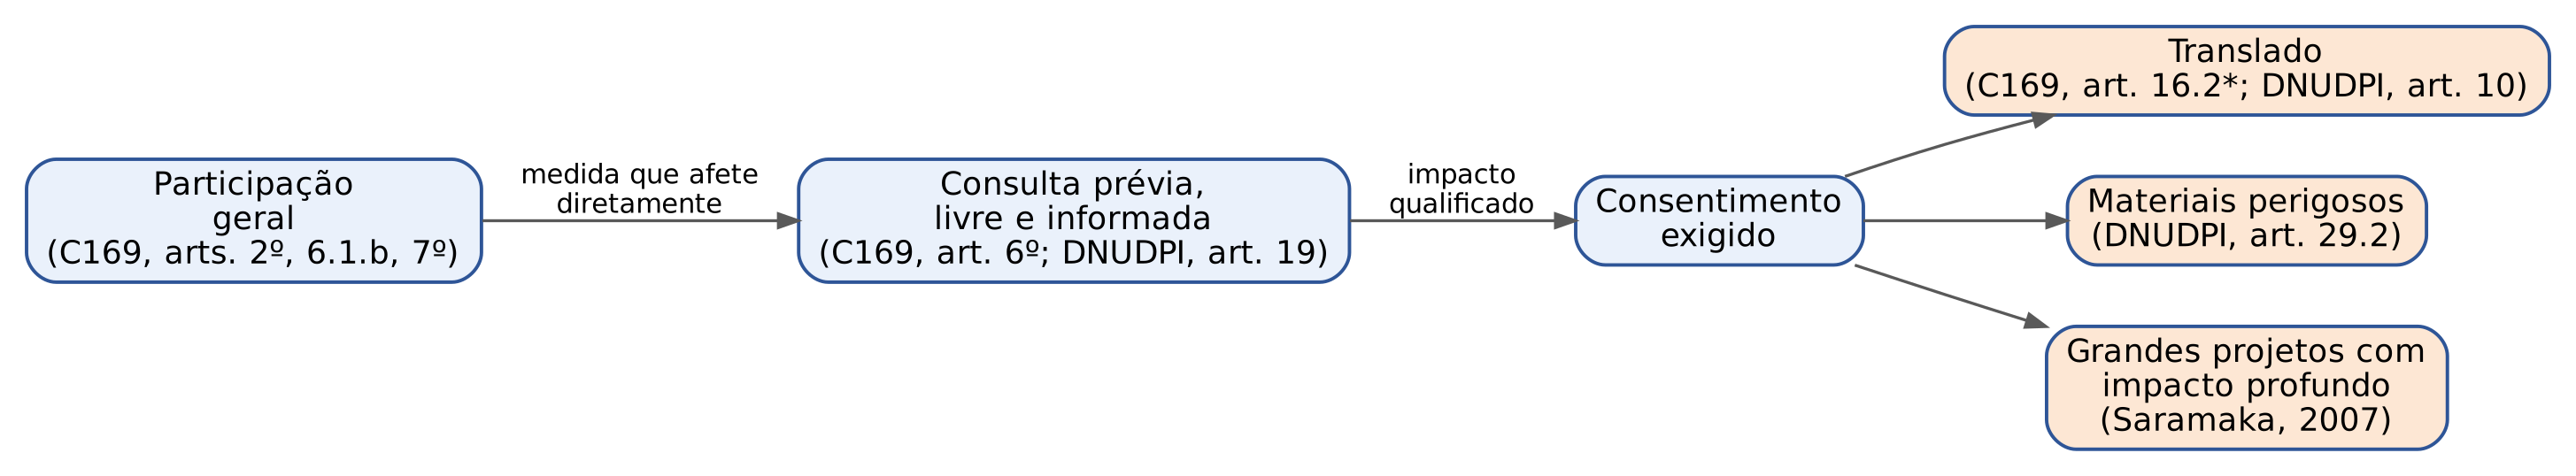 Participação
geral
(C169, arts. 2º, 6.1.b, 7º)
medida que afete
diretamente
Consulta prévia,
livre e informada
(C169, art. 6º; DNUDPI, art. 19)
impacto
qualificado
Consentimento
exigido
Translado
(C169, art. 16.2*; DNUDPI, art. 10)
Materiais perigosos
(DNUDPI, art. 29.2)
Grandes projetos com
impacto profundo
(Saramaka, 2007)